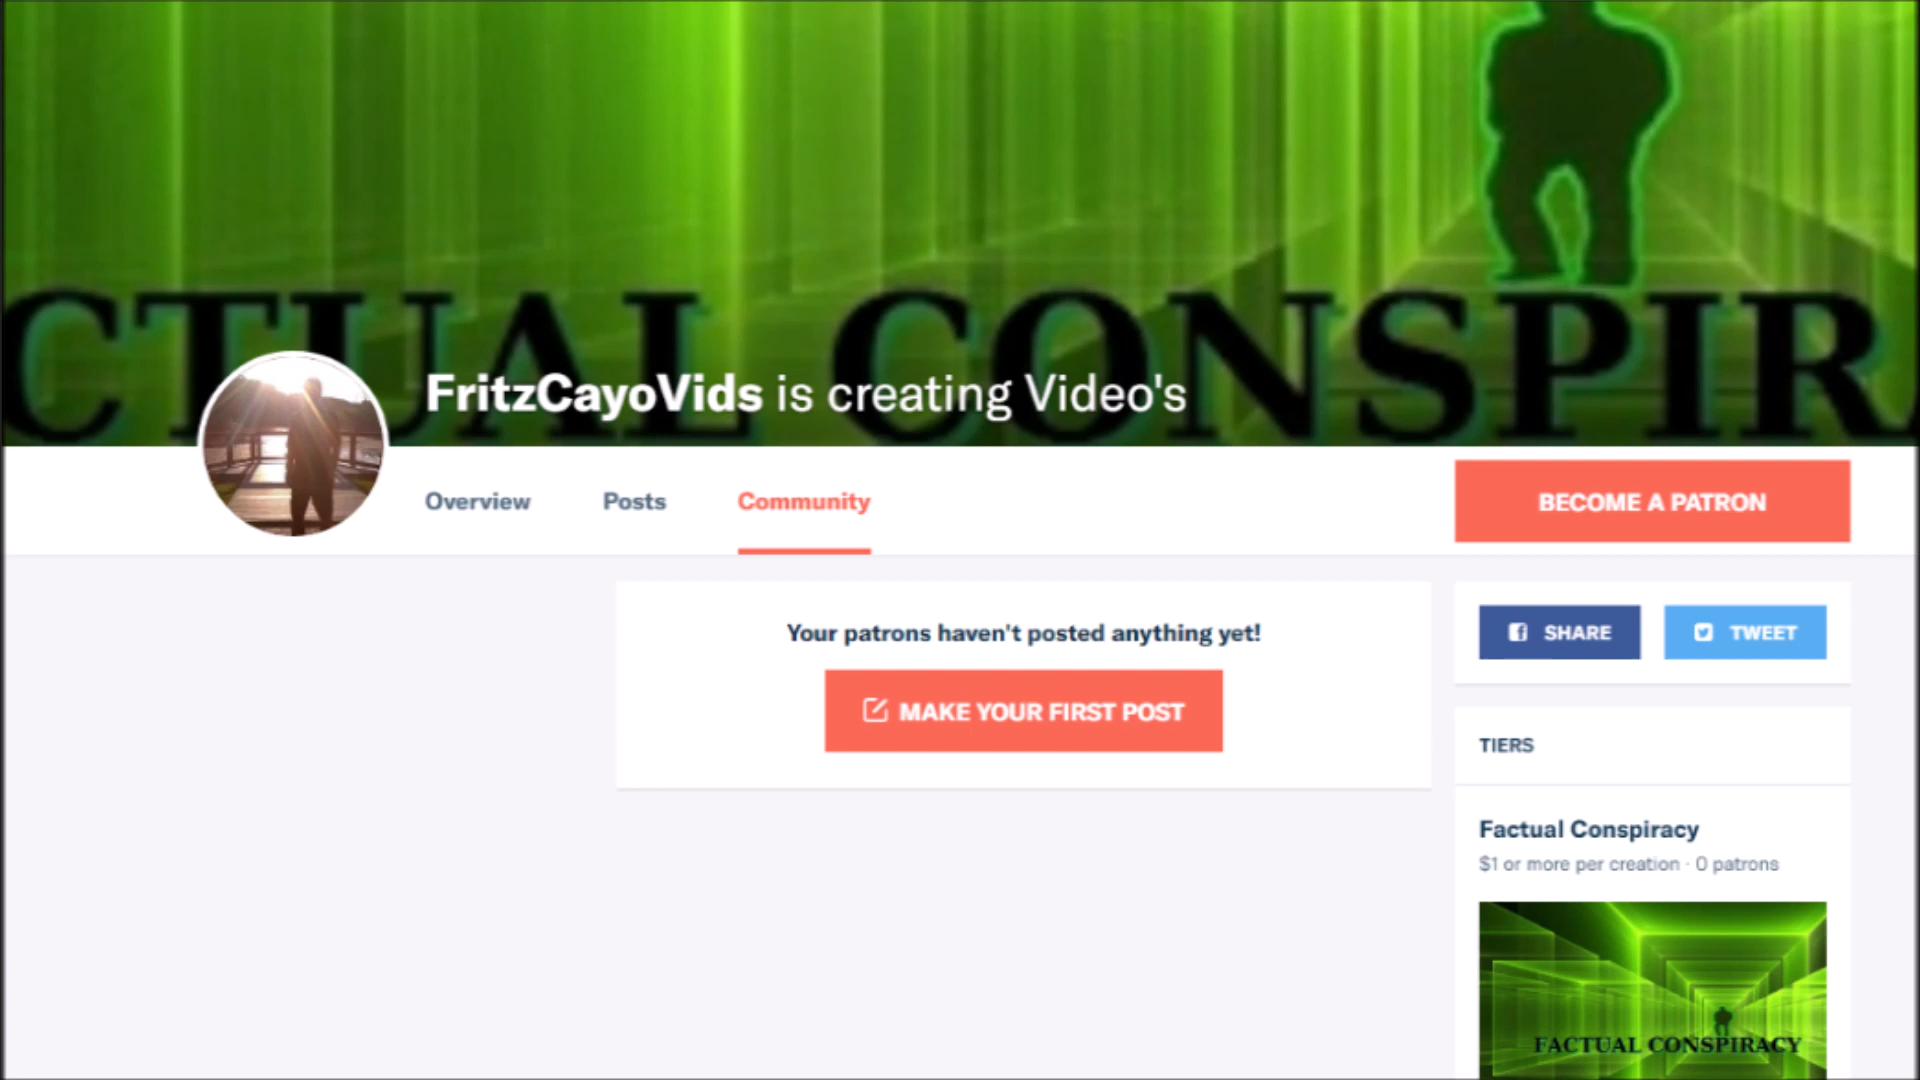 CTUAL CONSPIRA
FritzCayoVids is creating Video's
Overview
Posts
Community
BECOME A PATRON
Your patrons haven't posted anything yet!
MAKE YOUR FIRST POST
SHARE
TWEET
TIERS
Factual Conspiracy
$1 or more per creation · 0 patrons
FACTUAL CONSPIRACY